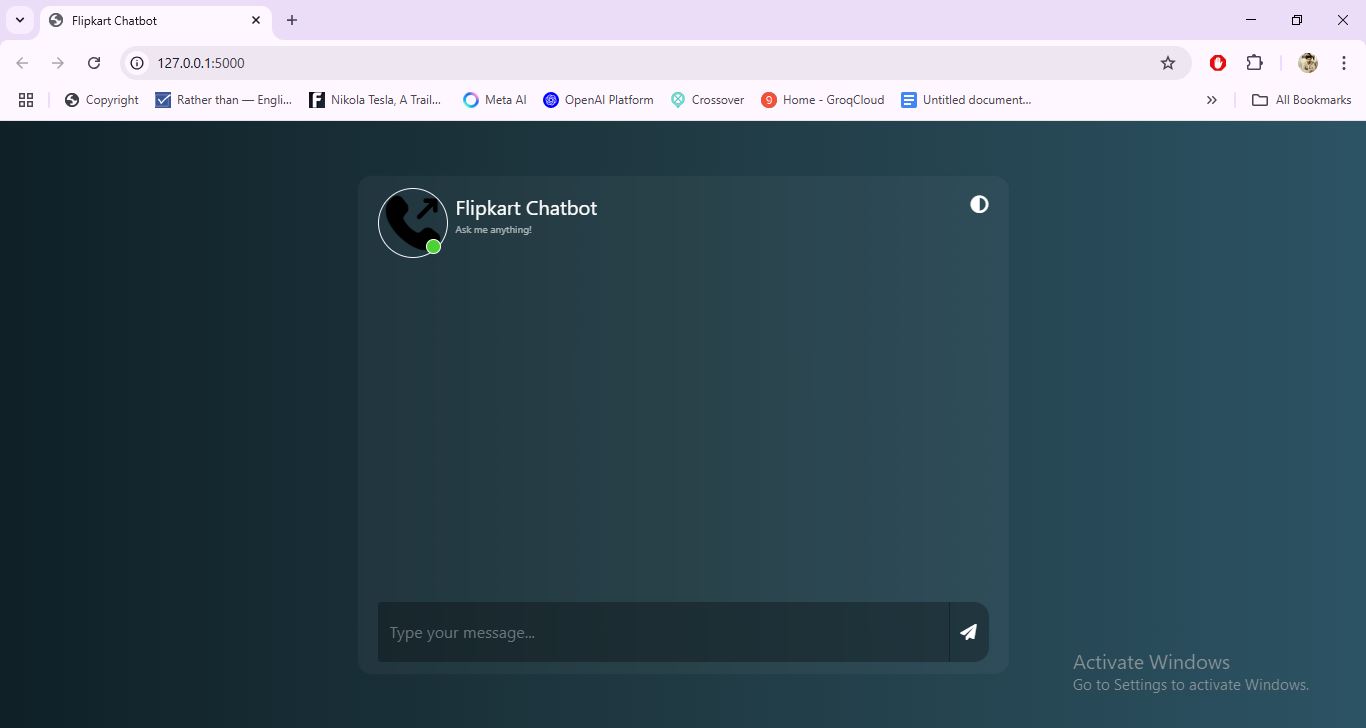 Flipkart Chatbot
127.0.0.1:5000
Copyright
Rather than — Engli...
Nikola Tesla, A Trail...
Meta AI
OpenAI Platform
Crossover
Home - GroqCloud
Untitled document...
All Bookmarks
Flipkart Chatbot
Ask me anything!
Type your message...
Activate Windows
Go to Settings to activate Windows.